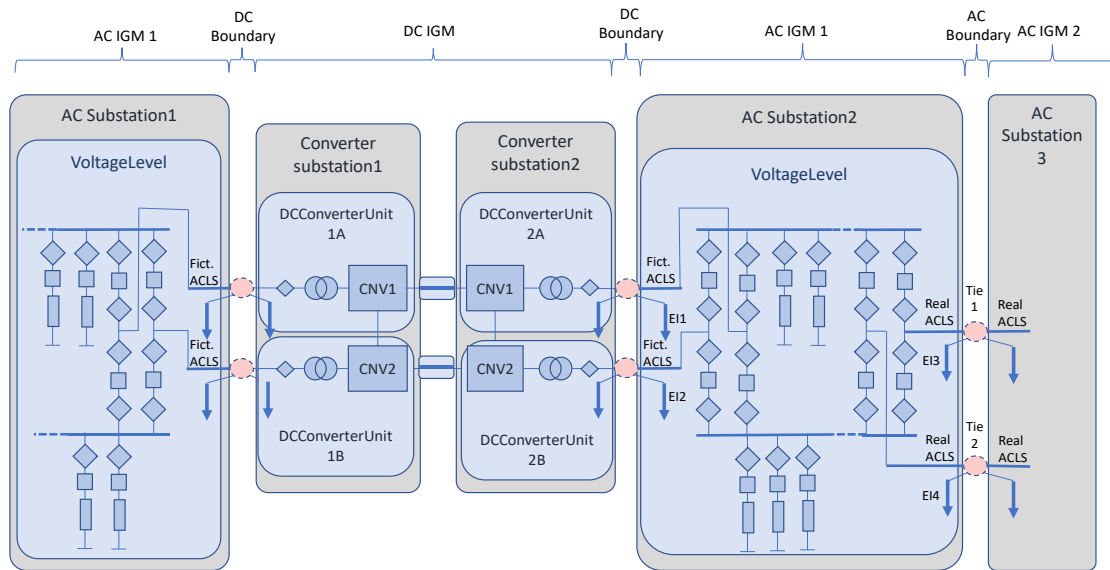 AC IGM 1
DC
Boundary
DC IGM
DC
Boundary
AC IGM 1
AC
Boundary
AC IGM 2
AC Substation1
VoltageLevel
Converter
substation1
Converter
substation2
AC Substation2
VoltageLevel
AC
Substation
3
DCConverterUnit
1A
DCConverterUnit
2A
Fict.
ACLS
CNV1
CNV1
Fict.
ACLS
EI1
Fict.
ACLS
CNV2
CNV2
Fict.
ACLS
EI2
DCConverterUnit
1B
DCConverterUnit
2B
Real
ACLS
Tie
1
Real
ACLS
EI3
Real
ACLS
Tie
2
Real
ACLS
EI4